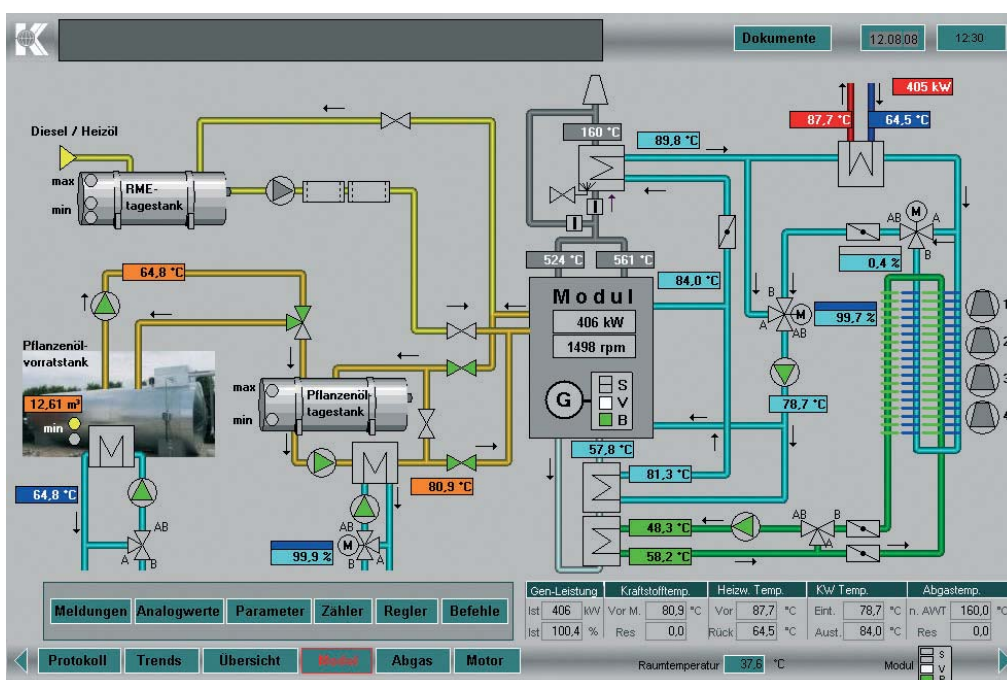 K
Dokumente
12.08.08
12:30
405 kW
87,7 °C
64,5 °C
160 °C
89,8 °C
Diesel / Heizöl
max
min
RME-
tagestank
M
AB
A
B
0,4 %
524 °C
561 °C
84,0 °C
64,8 °C
Modul
406 kW
1498 rpm
B
A
AB
M
99,7 %
2
3
4
Pflanzenöl-
vorratstank
12,61 m³
min
max
min
Pflanzenöl-
tagestank
G
S
V
B
78,7 °C
57,8 °C
81,3 °C
80,9 °C
64,8 °C
AB
A
B
AB
M
A
B
99,9 %
48,3 °C
58,2 °C
AB
B
A
Meldungen Analogwerte Parameter Zähler Regler Befehle
Gen-Leistung Kraftstofftemp. Heizw. Temp. KW Temp. Abgastemp.
Ist 406 kW Vor M. 80,9 °C Vor 87,7 °C Eint. 78,7 °C n. AWT 160,0 °C
Ist 100,4 % Res 0,0 Rück 64,5 °C Aust. 84,0 °C Res 0,0
Protokoll Trends Übersicht Modul Abgas Motor
Raumtemperatur 37,6 °C
Modul
S
V
B